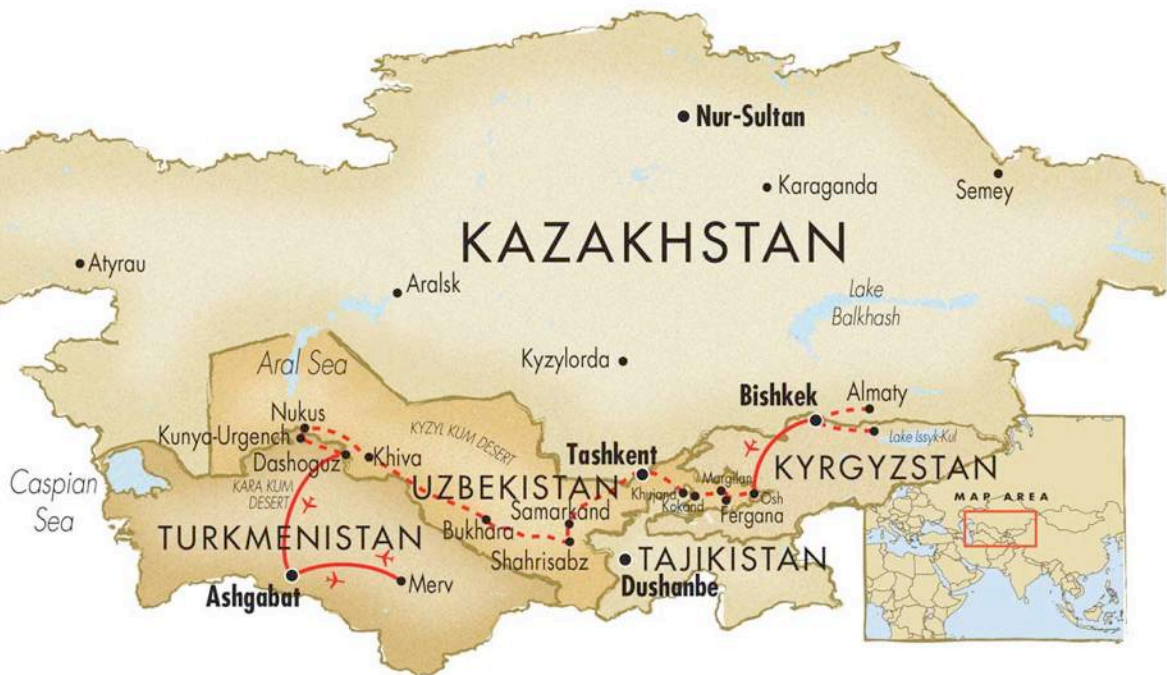 Nur-Sultan
Karaganda
Semey
KAZAKHSTAN
Atyrau
Aralsk
Lake
Balkhash
Aral Sea
Kyzylorda
Bishkek
Almaty
Nukus
Kunya-Urgench
KYZYL KUM DESERT
Lake Issyk-Kul
Dashoguz
Khiva
Tashkent
KYRGYZSTAN
Caspian
Sea
KARA KUM
DESERT
UZBEKISTAN
Khujand
Kokand
Margilan
Osh
Fergana
MAP AREA
Samarkand
Bukhara
TURKMENISTAN
Shahrisabz
TAJIKISTAN
Dushanbe
Ashgabat
Merv